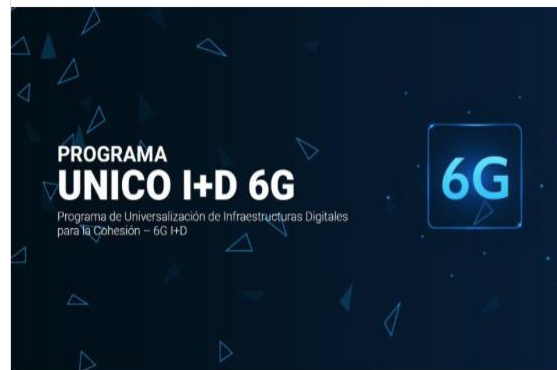 PROGRAMA
UNICO I+D 6G
Programa de Universalización de Infraestructuras Digitales
para la Cohesión – 6G I+D
6G